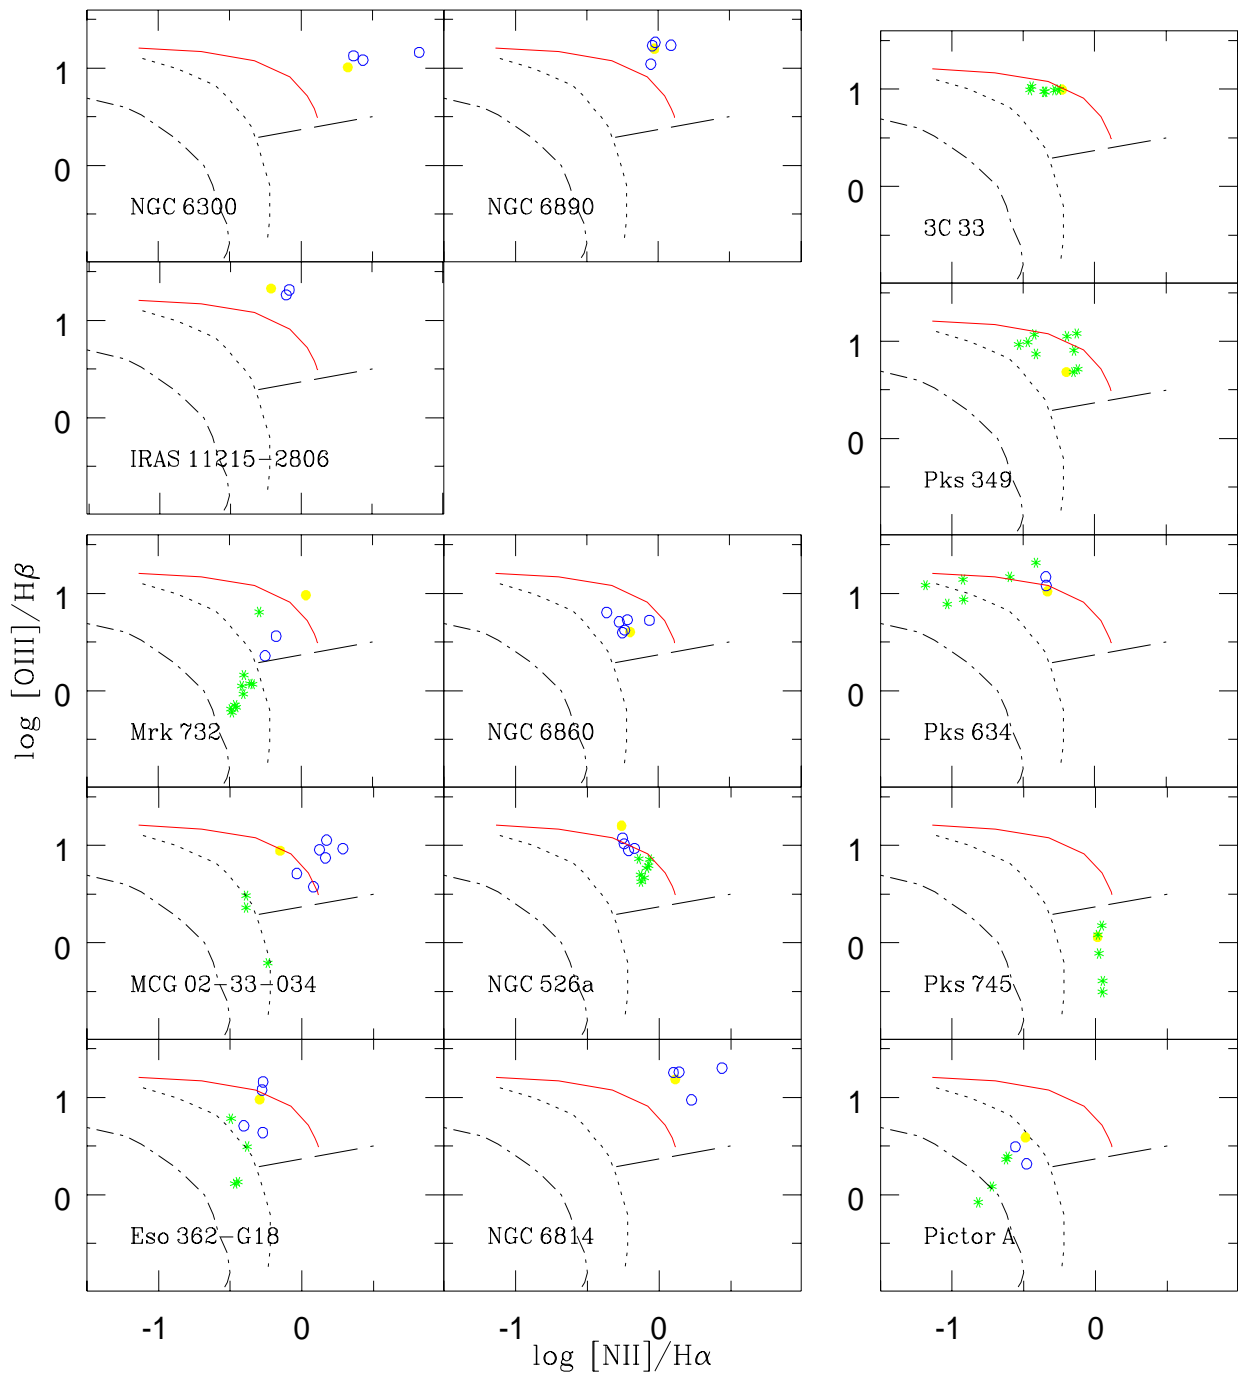 1
0
NGC 6300
NGC 6890
1
0
3C 33
1
0
IRAS 11215-2806
1
0
Pks 349
log [OIII]/Hβ
1
0
Mrk 732
NGC 6860
1
0
Pks 634
1
0
MCG 02-33-034
NGC 526a
1
0
Pks 745
1
0
Eso 362-G18
NGC 6814
1
0
Pictor A
-1 0 0 -1 0
-1
log [NII]/Hα